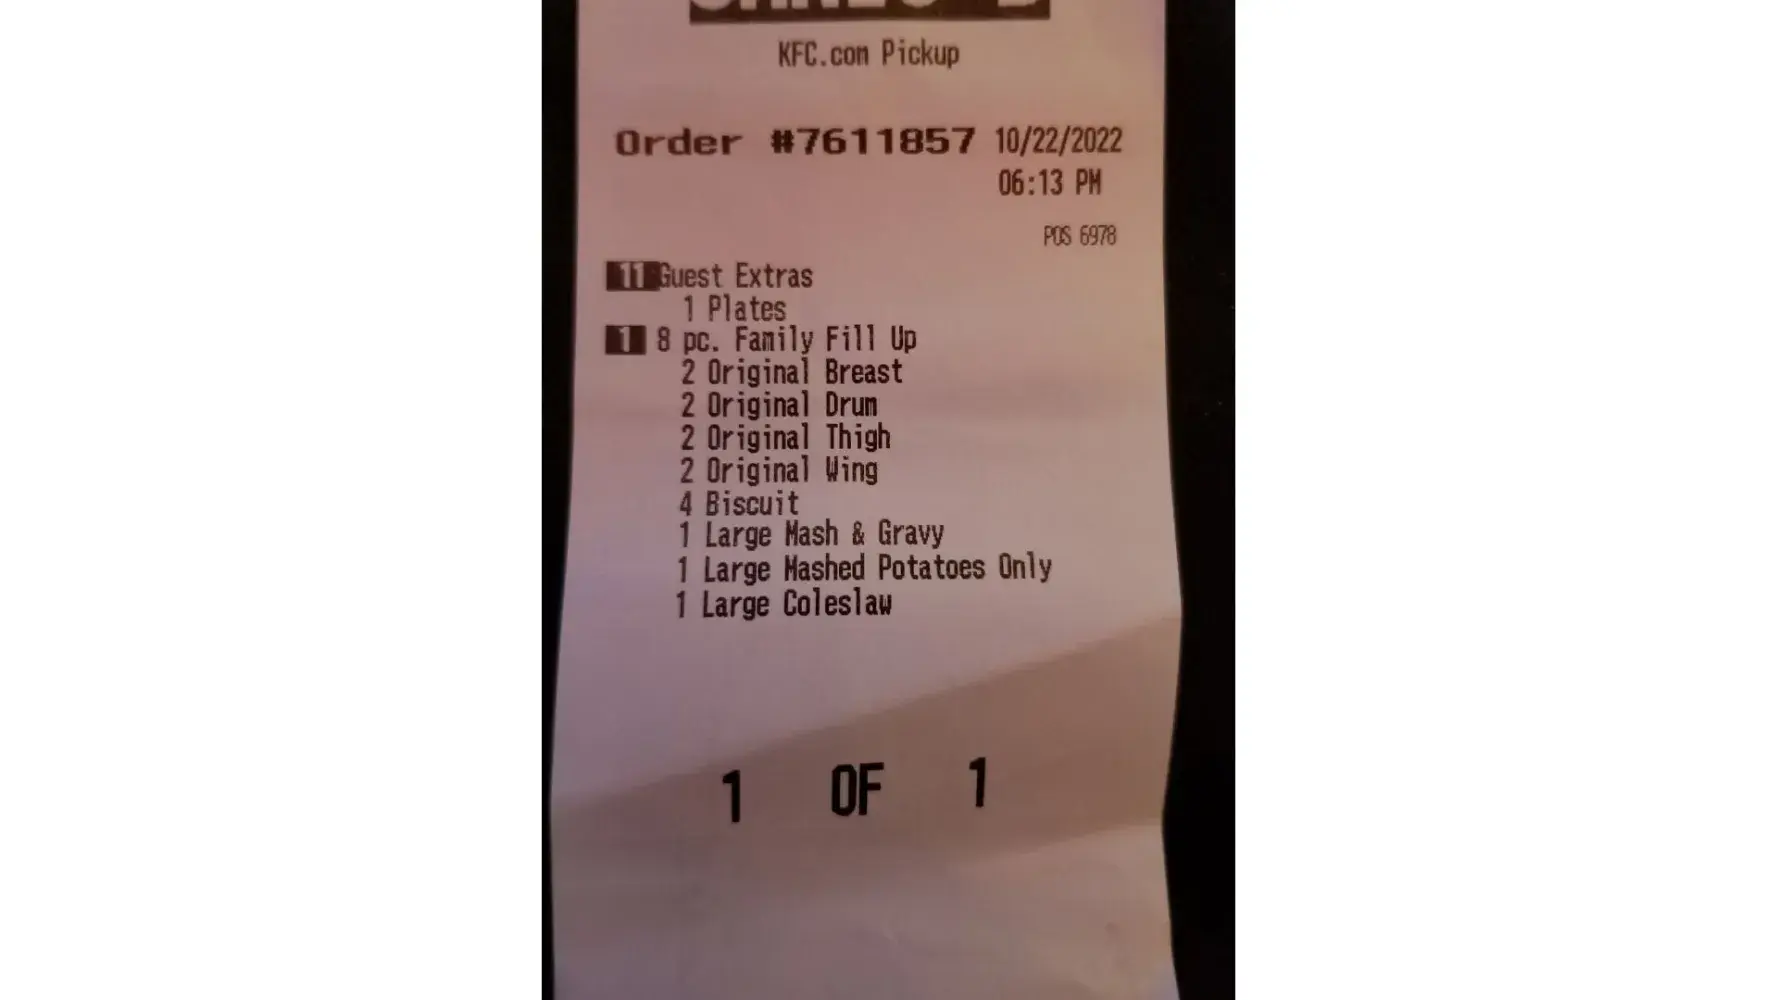 KFC.com Pickup
Order #7611857 10/22/2022
06:13 PM
POS 6978
11 Guest Extras
1 Plates
1 8 pc. Family Fill Up
2 Original Breast
2 Original Drum
2 Original Thigh
2 Original Wing
4 Biscuit
1 Large Mash & Gravy
1 Large Mashed Potatoes Only
1 Large Coleslaw
1 OF 1